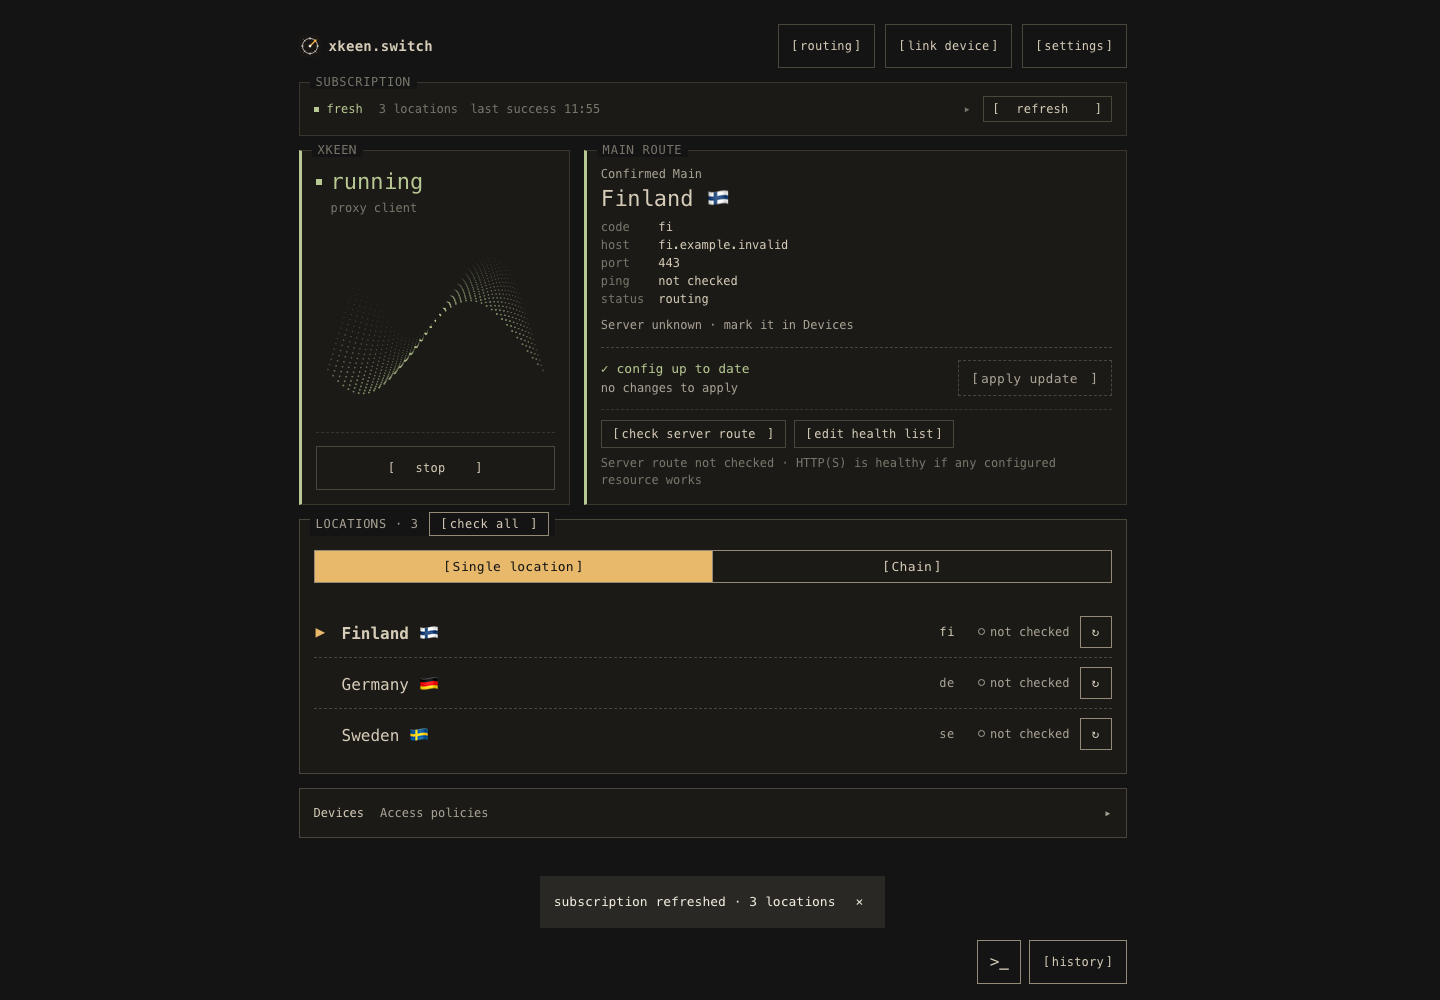 xkeen.switch
[routing] [link device] [settings]
SUBSCRIPTION
fresh 3 locations last success 11:55 ▸ [ refresh ]
XKEEN
running
proxy client
[ stop ]
MAIN ROUTE
Confirmed Main
Finland 🇫🇮
code fi
host fi.example.invalid
port 443
ping not checked
status routing
Server unknown · mark it in Devices
✓ config up to date
no changes to apply
[apply update ]
[check server route ] [edit health list]
Server route not checked · HTTP(S) is healthy if any configured
resource works
LOCATIONS · 3 [check all ]
[Single location] [Chain]
▶ Finland 🇫🇮 fi ○ not checked ↻
Germany 🇩🇪 de ○ not checked ↻
Sweden 🇸🇪 se ○ not checked ↻
Devices Access policies ▸
subscription refreshed · 3 locations ×
>_ [history]